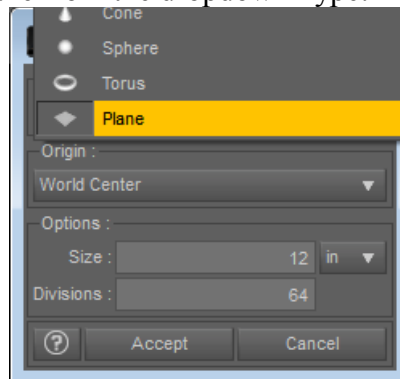 Cone
Sphere
Torus
Plane
Origin :
World Center
Options :
Size : 12 in
Divisions : 64
? Accept Cancel